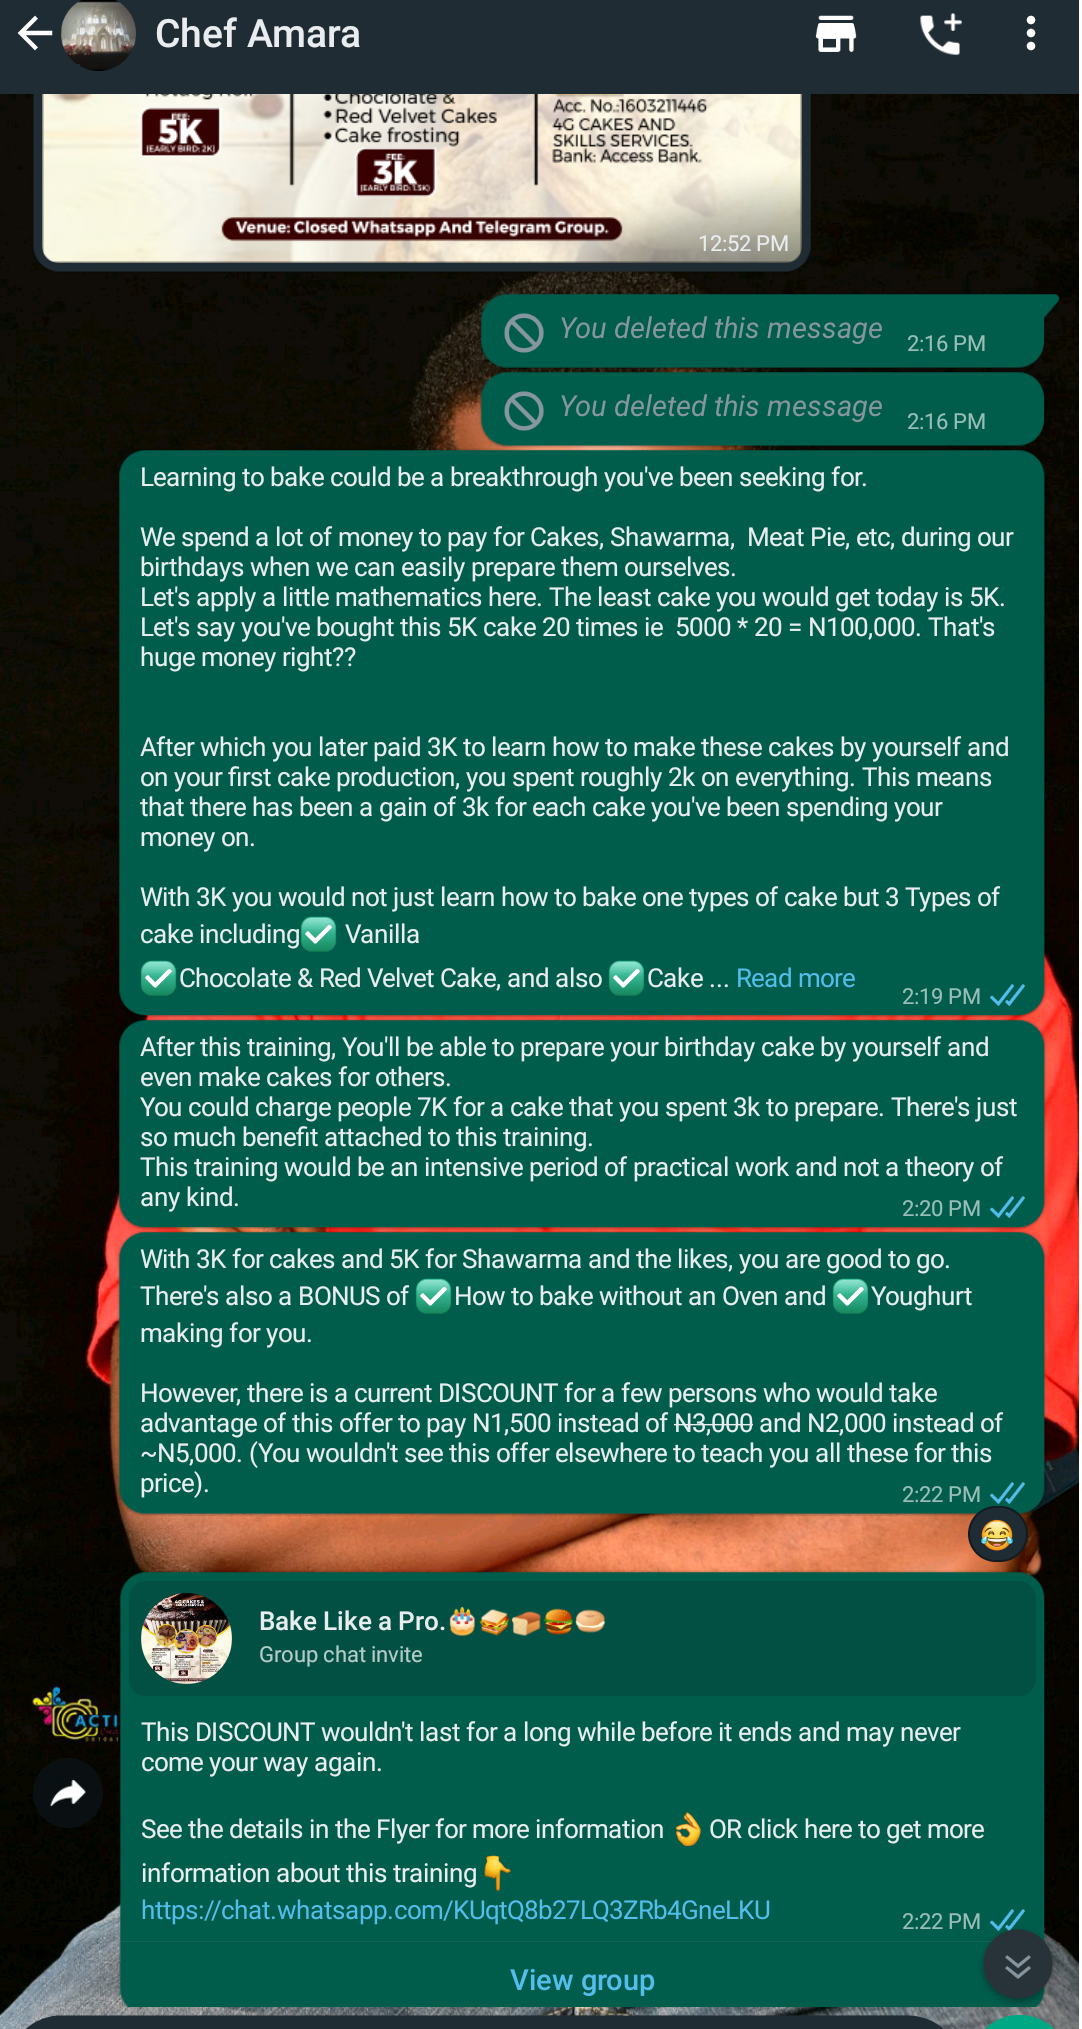 Chef Amara
5K
[EARLY BIRD: 2K]
•Choclolate &
•Red Velvet Cakes
•Cake frosting
FEE:
3K
[EARLY BIRD: 1.5K]
Acc. No.:1603211446
4G CAKES AND
SKILLS SERVICES.
Bank: Access Bank.
Venue: Closed Whatsapp And Telegram Group.
12:52 PM
You deleted this message 2:16 PM
You deleted this message 2:16 PM
Learning to bake could be a breakthrough you've been seeking for.
We spend a lot of money to pay for Cakes, Shawarma,  Meat Pie, etc, during our
birthdays when we can easily prepare them ourselves.
Let's apply a little mathematics here. The least cake you would get today is 5K.
Let's say you've bought this 5K cake 20 times ie  5000 * 20 = N100,000. That's
huge money right??
After which you later paid 3K to learn how to make these cakes by yourself and
on your first cake production, you spent roughly 2k on everything. This means
that there has been a gain of 3k for each cake you've been spending your
money on.
With 3K you would not just learn how to bake one types of cake but 3 Types of
cake including✅ Vanilla
✅Chocolate & Red Velvet Cake, and also ✅Cake ... Read more
2:19 PM
After this training, You'll be able to prepare your birthday cake by yourself and
even make cakes for others.
You could charge people 7K for a cake that you spent 3k to prepare. There's just
so much benefit attached to this training.
This training would be an intensive period of practical work and not a theory of
any kind.
2:20 PM
With 3K for cakes and 5K for Shawarma and the likes, you are good to go.
There's also a BONUS of ✅How to bake without an Oven and ✅Youghurt
making for you.
However, there is a current DISCOUNT for a few persons who would take
advantage of this offer to pay N1,500 instead of N3,000 and N2,000 instead of
~N5,000. (You wouldn't see this offer elsewhere to teach you all these for this
price).
2:22 PM
😂
Bake Like a Pro.🎂🥪🍞🍔🥯
Group chat invite
ACTI
This DISCOUNT wouldn't last for a long while before it ends and may never
come your way again.
See the details in the Flyer for more information 👌 OR click here to get more
information about this training👇
https://chat.whatsapp.com/KUqtQ8b27LQ3ZRb4GneLKU
2:22 PM
View group